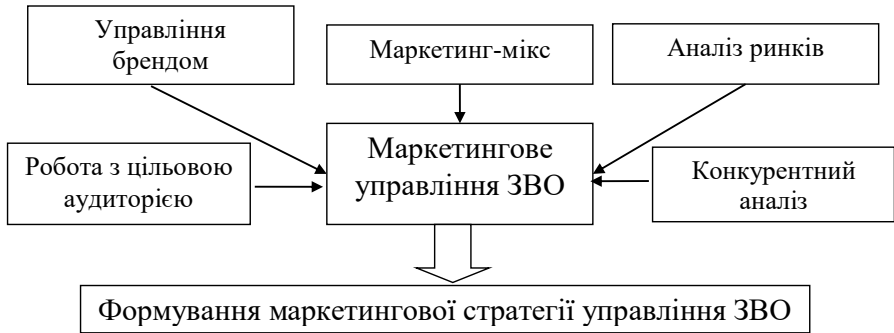 Управління
брендом
Маркетинг-мікс
Аналіз ринків
Робота з цільовою
аудиторією
Маркетингове
управління ЗВО
Конкурентний
аналіз
Формування маркетингової стратегії управління ЗВО